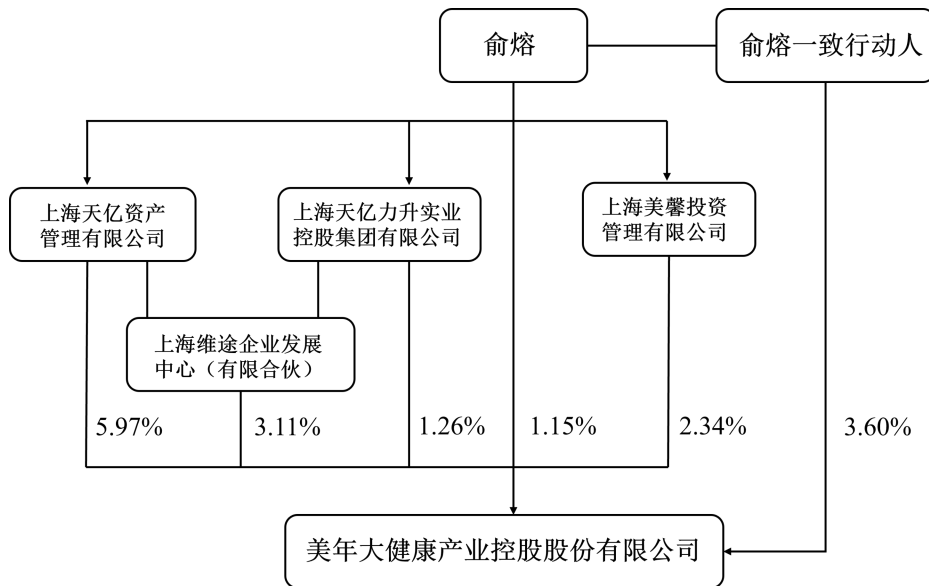 俞熔
俞熔一致行动人
上海天亿资产
管理有限公司
上海天亿力升实业
控股集团有限公司
上海美馨投资
管理有限公司
上海维途企业发展
中心（有限合伙）
5.97%
3.11%
1.26%
1.15%
2.34%
3.60%
美年大健康产业控股股份有限公司